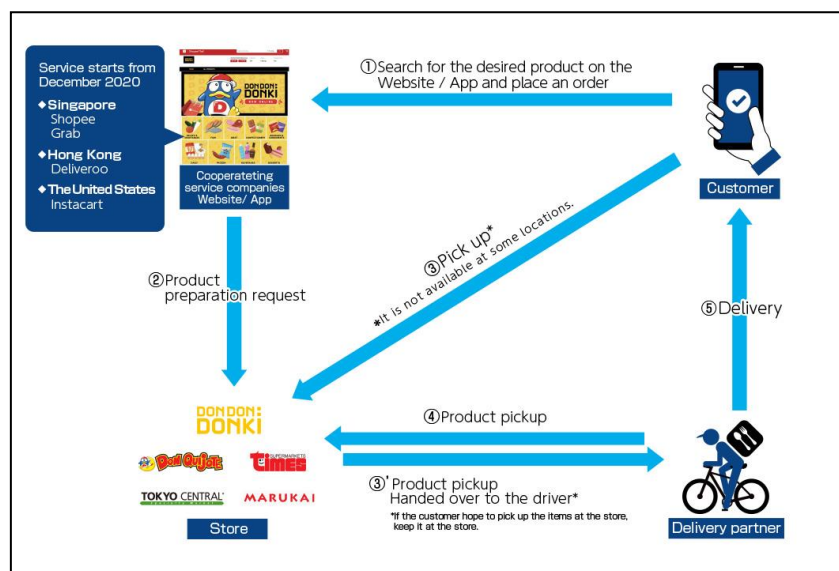 Service starts from
December 2020
◆Singapore
Shopee
Grab
◆Hong Kong
Deliveroo
◆The United States
Instacart
DON DON:
DONKI
D
Cooperateting
service companies
Website/ App
①Search for the desired product on the
Website / App and place an order
Customer
②Product
preparation request
③Pick up*
*It is not available at some locations.
⑤Delivery
DON DON:
DONKI
DON QUIJOTE
SUPERMARKETS
TIMES
TOKYO CENTRAL
MARUKAI
Store
④Product pickup
③'Product pickup
Handed over to the driver*
*If the customer hope to pick up the items at the store,
keep it at the store.
Delivery partner